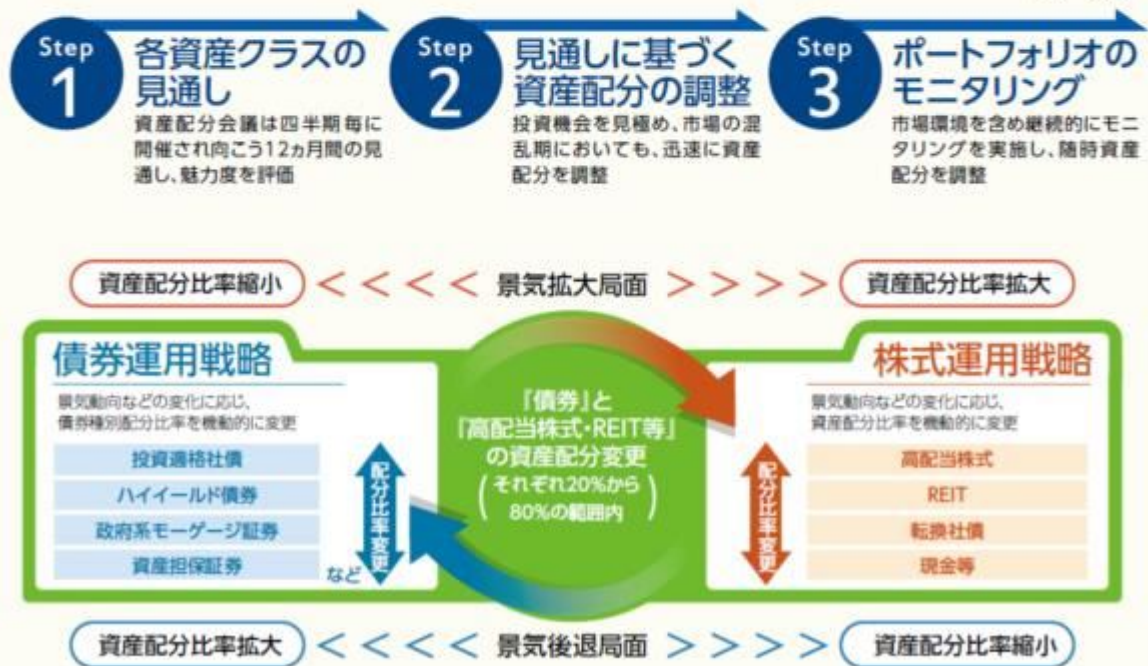 Step
1
各資産クラスの
見通し
資産配分会議は四半期毎に
開催され向こう12ヵ月間の見
通し、魅力度を評価
Step
2
見通しに基づく
資産配分の調整
投資機会を見極め、市場の混
乱期においても、迅速に資産
配分を調整
Step
3
ポートフォリオの
モニタリング
市場環境を含め継続的にモニ
タリングを実施し、随時資産
配分を調整
資産配分比率縮小 < < < < < 景気拡大局面 > > > > > 資産配分比率拡大
債券運用戦略
景気動向などの変化に応じ、
債券種別配分比率を機動的に変更
投資適格社債
ハイイールド債券
政府系モーゲージ証券
資産担保証券
など
配分比率変更
『債券』と
『高配当株式・REIT等』
の資産配分変更
(それぞれ20%から
80%の範囲内)
株式運用戦略
景気動向などの変化に応じ、
資産配分比率を機動的に変更
配分比率変更
高配当株式
REIT
転換社債
現金等
資産配分比率拡大 < < < < < 景気後退局面 > > > > > 資産配分比率縮小